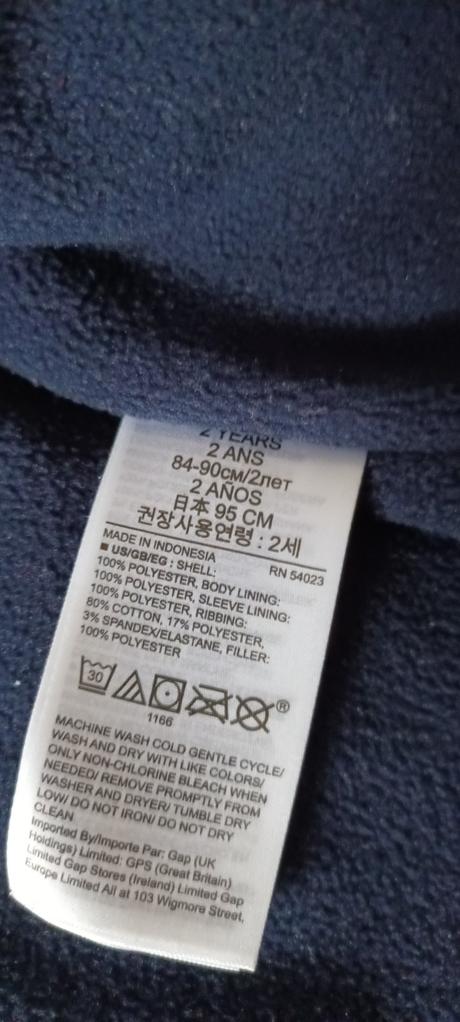 2 YEARS
2 ANS
84-90см/2лет
2 AÑOS
日本 95 CM
권장사용연령 : 2세
MADE IN INDONESIA RN 54023
■ US/GB/EG : SHELL:
100% POLYESTER, BODY LINING:
100% POLYESTER, SLEEVE LINING:
100% POLYESTER, RIBBING:
80% COTTON, 17% POLYESTER,
3% SPANDEX/ELASTANE, FILLER:
100% POLYESTER
30
®
1166
MACHINE WASH COLD GENTLE CYCLE/
WASH AND DRY WITH LIKE COLORS/
ONLY NON-CHLORINE BLEACH WHEN
NEEDED/ REMOVE PROMPTLY FROM
WASHER AND DRYER/ TUMBLE DRY
LOW/ DO NOT IRON/ DO NOT DRY
CLEAN
Imported By/Importe Par: Gap (UK
Holdings) Limited: GPS (Great Britain)
Limited Gap Stores (Ireland) Limited Gap
Europe Limited All at 103 Wigmore Street,